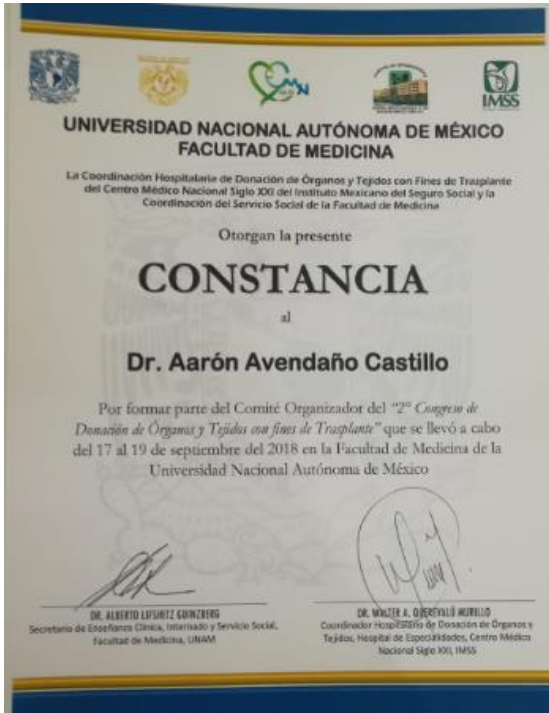 IMSS
UNIVERSIDAD NACIONAL AUTÓNOMA DE MÉXICO
FACULTAD DE MEDICINA
La Coordinación Hospitalaria de Donación de Órganos y Tejidos con Fines de Trasplante
del Centro Médico Nacional Siglo XXI del Instituto Mexicano del Seguro Social y la
Coordinación del Servicio Social de la Facultad de Medicina
Otorgan la presente
CONSTANCIA
al
Dr. Aarón Avendaño Castillo
Por formar parte del Comité Organizador del "2° Congreso de
Donación de Órganos y Tejidos con fines de Trasplante" que se llevó a cabo
del 17 al 19 de septiembre del 2018 en la Facultad de Medicina de la
Universidad Nacional Autónoma de México
DR. ALBERTO LIFSHITZ GUINZBERG
Secretario de Enseñanza Clínica, Internado y Servicio Social,
Facultad de Medicina, UNAM
DR. WALTER A. MURILLO
Coordinador Hospitalario de Donación de Órganos y
Tejidos, Hospital de Especialidades, Centro Médico
Nacional Siglo XXI, IMSS